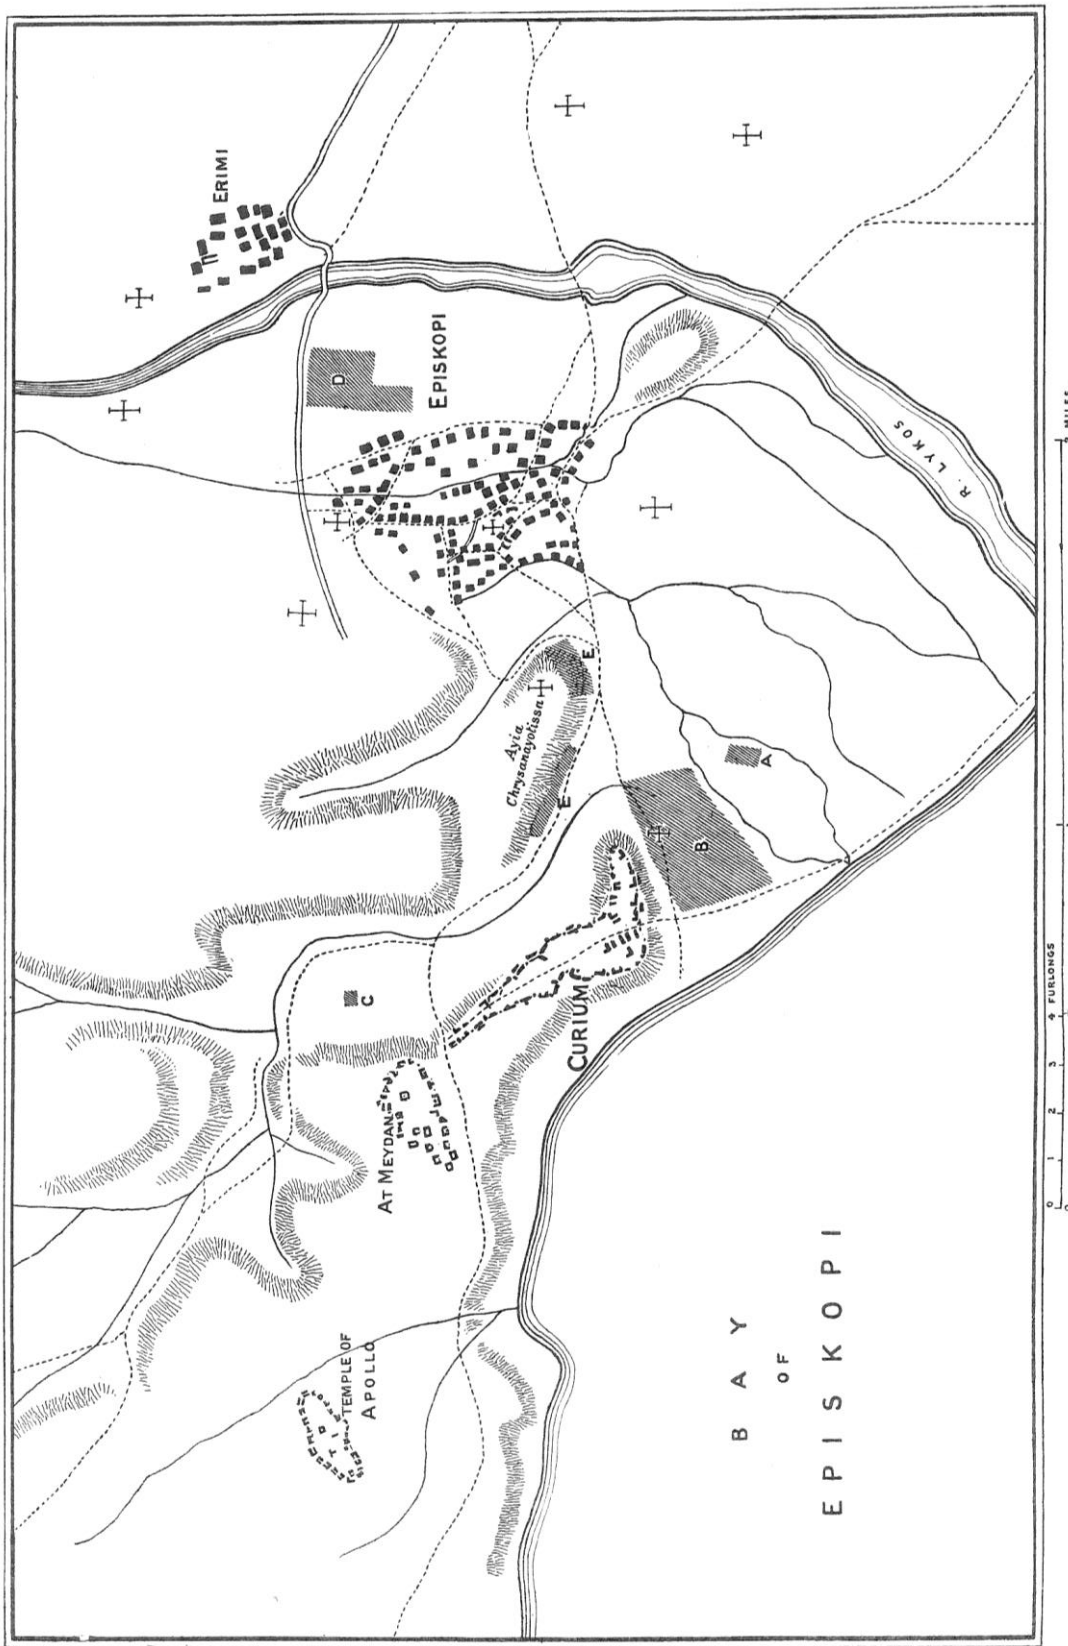 ERIMI
D
EPISKOPI
R. LYKOS
Ayia
Chrysanayotissa
E
E
A
B
C
CURIUM
AT MEYDAN
TEMPLE OF
APOLLO
BAY
OF
EPISKOPI
0 1 2 3 4 FURLONGS
MILES